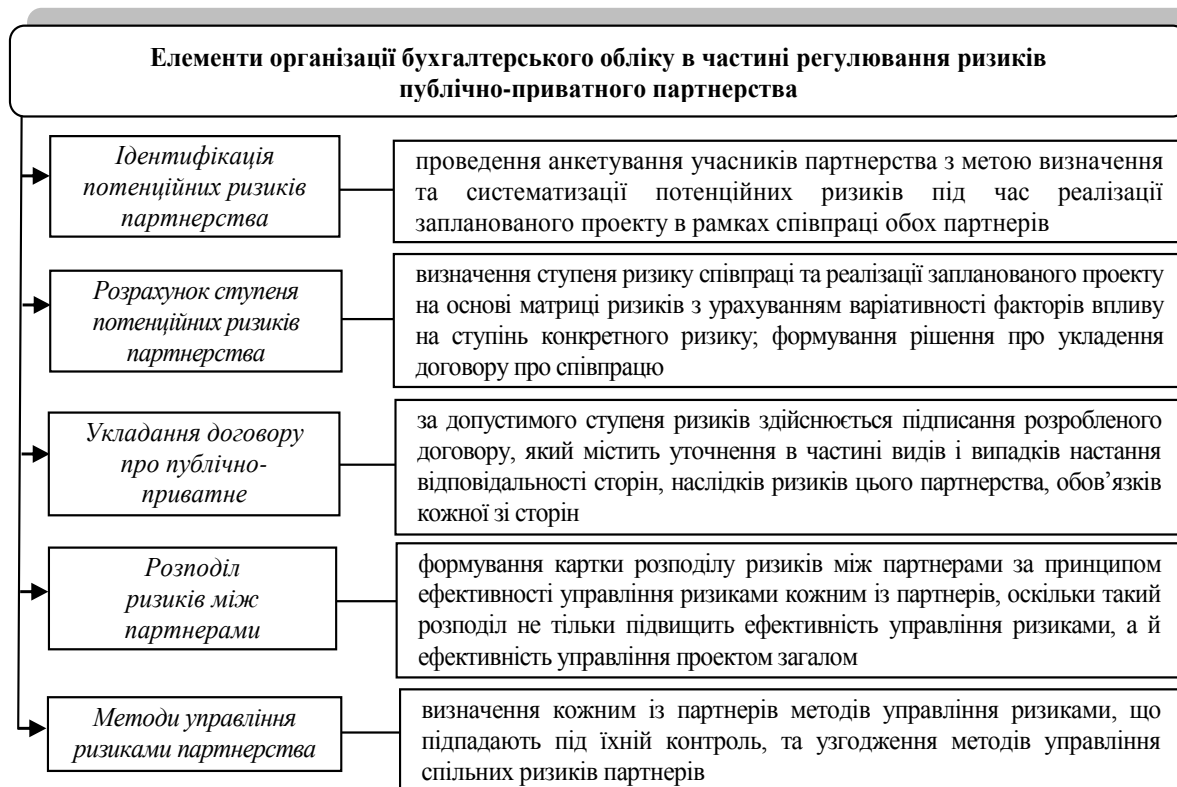 Елементи організації бухгалтерського обліку в частині регулювання ризиків
публічно-приватного партнерства
Ідентифікація
потенційних ризиків
партнерства
проведення анкетування учасників партнерства з метою визначення
та систематизації потенційних ризиків під час реалізації
запланованого проекту в рамках співпраці обох партнерів
Розрахунок ступеня
потенційних ризиків
партнерства
визначення ступеня ризику співпраці та реалізації запланованого проекту
на основі матриці ризиків з урахуванням варіативності факторів впливу
на ступінь конкретного ризику; формування рішення про укладення
договору про співпрацю
Укладання договору
про публічно-
приватне
за допустимого ступеня ризиків здійснюється підписання розробленого
договору, який містить уточнення в частині видів і випадків настання
відповідальності сторін, наслідків ризиків цього партнерства, обов’язків
кожної зі сторін
Розподіл
ризиків між
партнерами
формування картки розподілу ризиків між партнерами за принципом
ефективності управління ризиками кожним із партнерів, оскільки такий
розподіл не тільки підвищить ефективність управління ризиками, а й
ефективність управління проектом загалом
Методи управління
ризиками партнерства
визначення кожним із партнерів методів управління ризиками, що
підпадають під їхній контроль, та узгодження методів управління
спільних ризиків партнерів